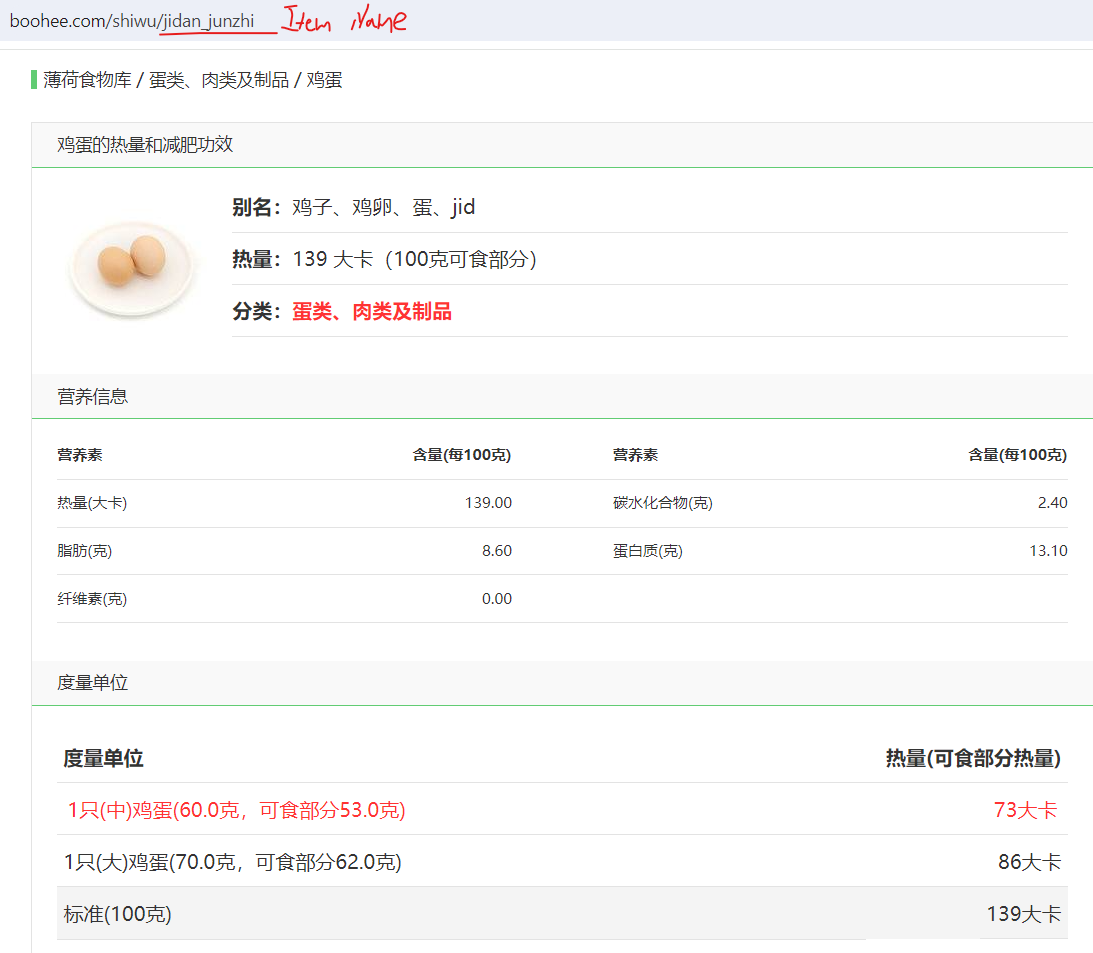 boohee.com/shiwu/jidan_junzhi Item Name
薄荷食物库 / 蛋类、肉类及制品 / 鸡蛋
鸡蛋的热量和减肥功效
别名：鸡子、鸡卵、蛋、jid
热量：139 大卡（100克可食部分）
分类：蛋类、肉类及制品
营养信息
营养素 含量(每100克) 营养素 含量(每100克)
热量(大卡) 139.00 碳水化合物(克) 2.40
脂肪(克) 8.60 蛋白质(克) 13.10
纤维素(克) 0.00
度量单位
度量单位 热量(可食部分热量)
1只(中)鸡蛋(60.0克，可食部分53.0克) 73大卡
1只(大)鸡蛋(70.0克，可食部分62.0克) 86大卡
标准(100克) 139大卡